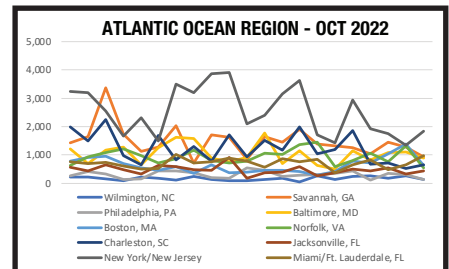 ATLANTIC OCEAN REGION - OCT 2022
5,000
4,000
3,000
2,000
1,000
0
Wilmington, NC
Savannah, GA
Philadelphia, PA
Baltimore, MD
Boston, MA
Norfolk, VA
Charleston, SC
Jacksonville, FL
New York/New Jersey
Miami/Ft. Lauderdale, FL